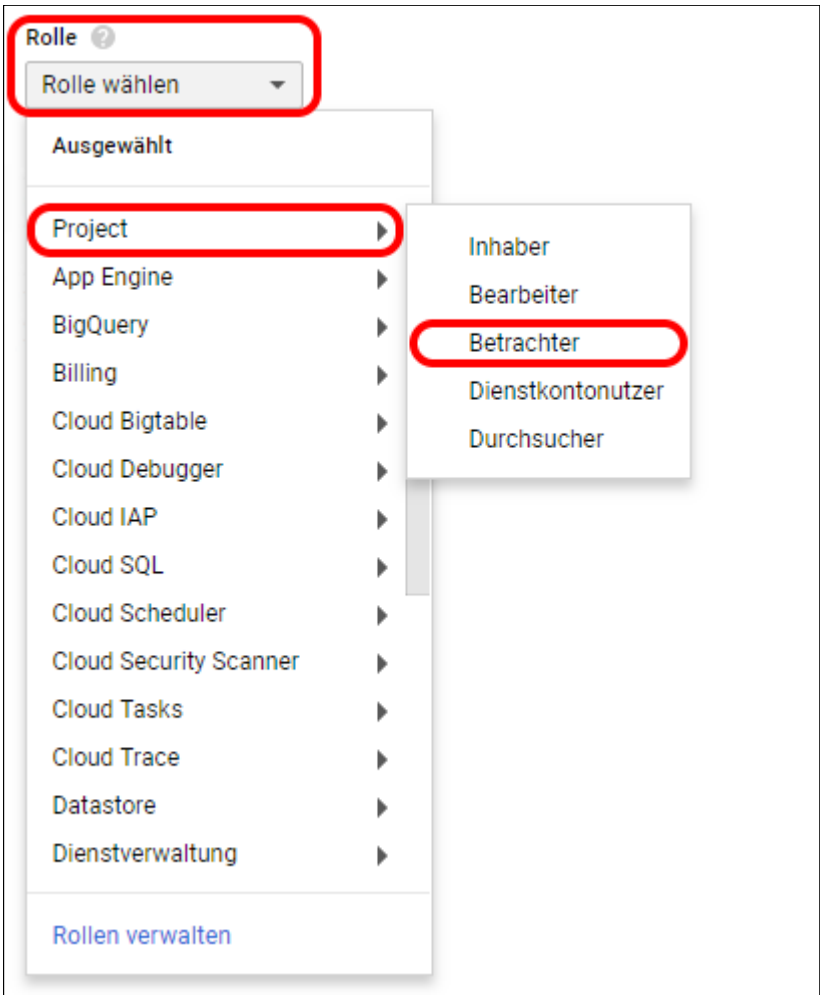 Rolle ?
Rolle wählen
Ausgewählt
Project
App Engine
BigQuery
Billing
Cloud Bigtable
Cloud Debugger
Cloud IAP
Cloud SQL
Cloud Scheduler
Cloud Security Scanner
Cloud Tasks
Cloud Trace
Datastore
Dienstverwaltung
Rollen verwalten
Inhaber
Bearbeiter
Betrachter
Dienstkontonutzer
Durchsucher